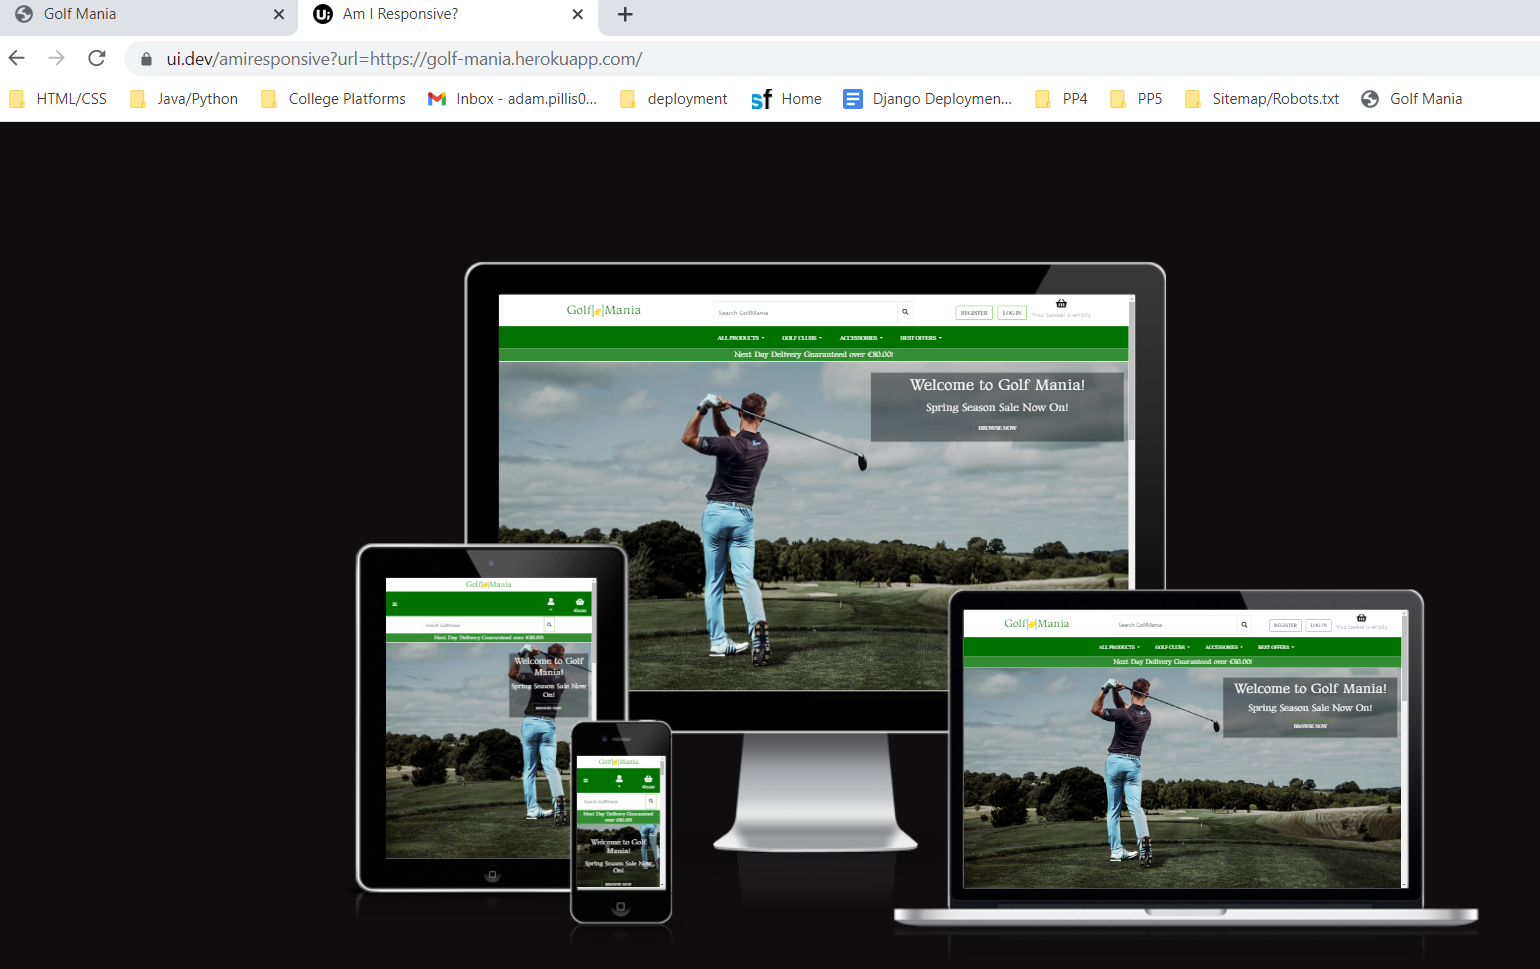 Golf Mania
Am I Responsive?
ui.dev/amiresponsive?url=https://golf-mania.herokuapp.com/
HTML/CSS
Java/Python
College Platforms
Inbox - adam.pillis0...
deployment
sf Home
Django Deploymen...
PP4
PP5
Sitemap/Robots.txt
Golf Mania
Golf Mania
Search GolfMania
REGISTER
LOG IN
Your basket is empty
ALL PRODUCTS
GOLF CLUBS
ACCESSORIES
BEST OFFERS
Next Day Delivery Guaranteed over €80.00!
Welcome to Golf Mania!
Spring Season Sale Now On!
BROWSE NOW
Golf Mania
Search GolfMania
Next Day Delivery Guaranteed over €80.00!
Welcome to Golf
Mania!
Spring Season Sale Now
On!
BROWSE NOW
Golf Mania
Search GolfMania
Next Day Delivery Guaranteed
over €80.00!
Welcome to Golf
Mania!
Spring Season Sale Now
On!
BROWSE NOW
Golf Mania
Search GolfMania
REGISTER
LOG IN
Your basket is empty
ALL PRODUCTS
GOLF CLUBS
ACCESSORIES
BEST OFFERS
Next Day Delivery Guaranteed over €80.00!
Welcome to Golf Mania!
Spring Season Sale Now On!
BROWSE NOW